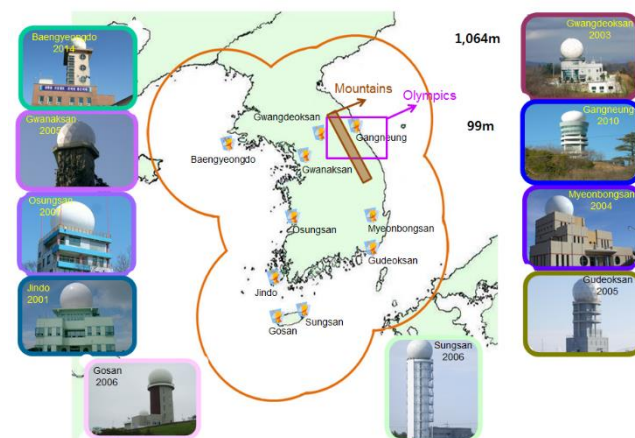 Baengyeongdo
2014
Gwanaksan
2005
Osungsan
Jindo
2001
Gosan
2006
1,064m
Mountains
Olympics
99m
Gwangdeoksan
Gangneung
Gwanaksan
Baengyeongdo
Osungsan
Myeonbongsan
Gudeoksan
Jindo
Gosan
Sungsan
Sungsan
2006
Gwangdeoksan
2003
Gangneung
2010
Myeonbongsan
2004
Gudeoksan
2005